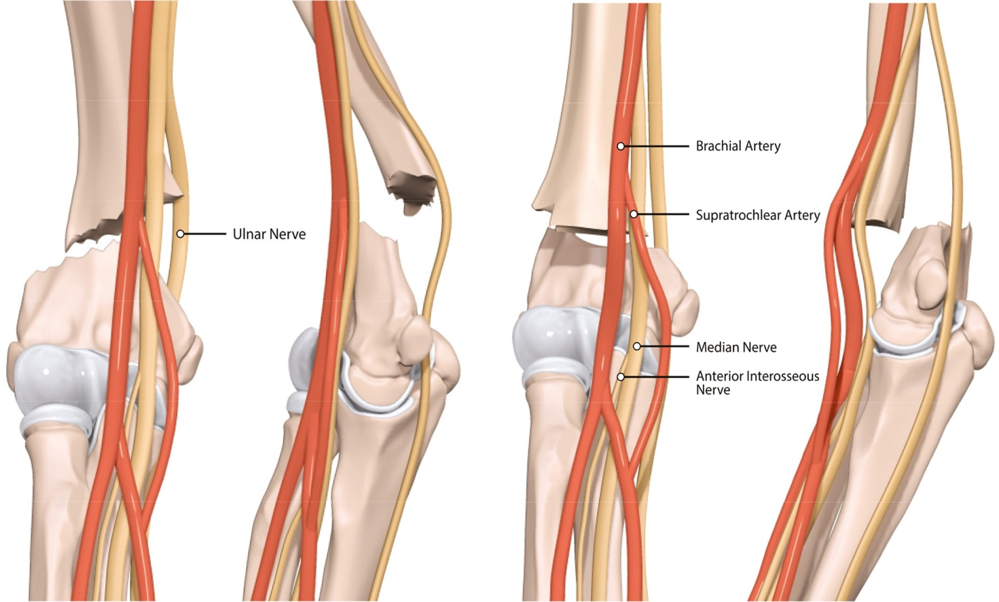 Brachial Artery
Supratrochlear Artery
Ulnar Nerve
Median Nerve
Anterior Interosseous
Nerve